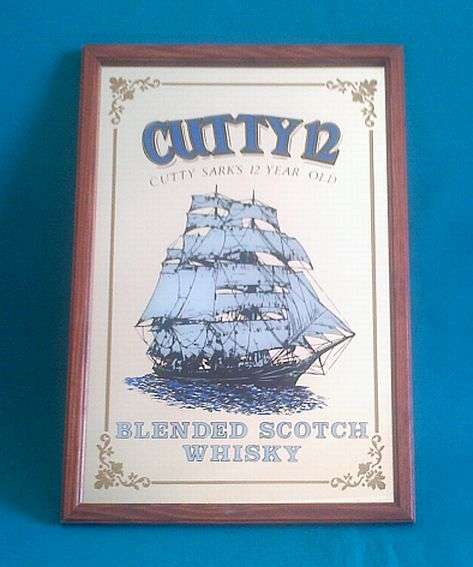 CUTTY 12
CUTTY SARK'S 12 YEAR OLD
BLENDED SCOTCH
WHISKY